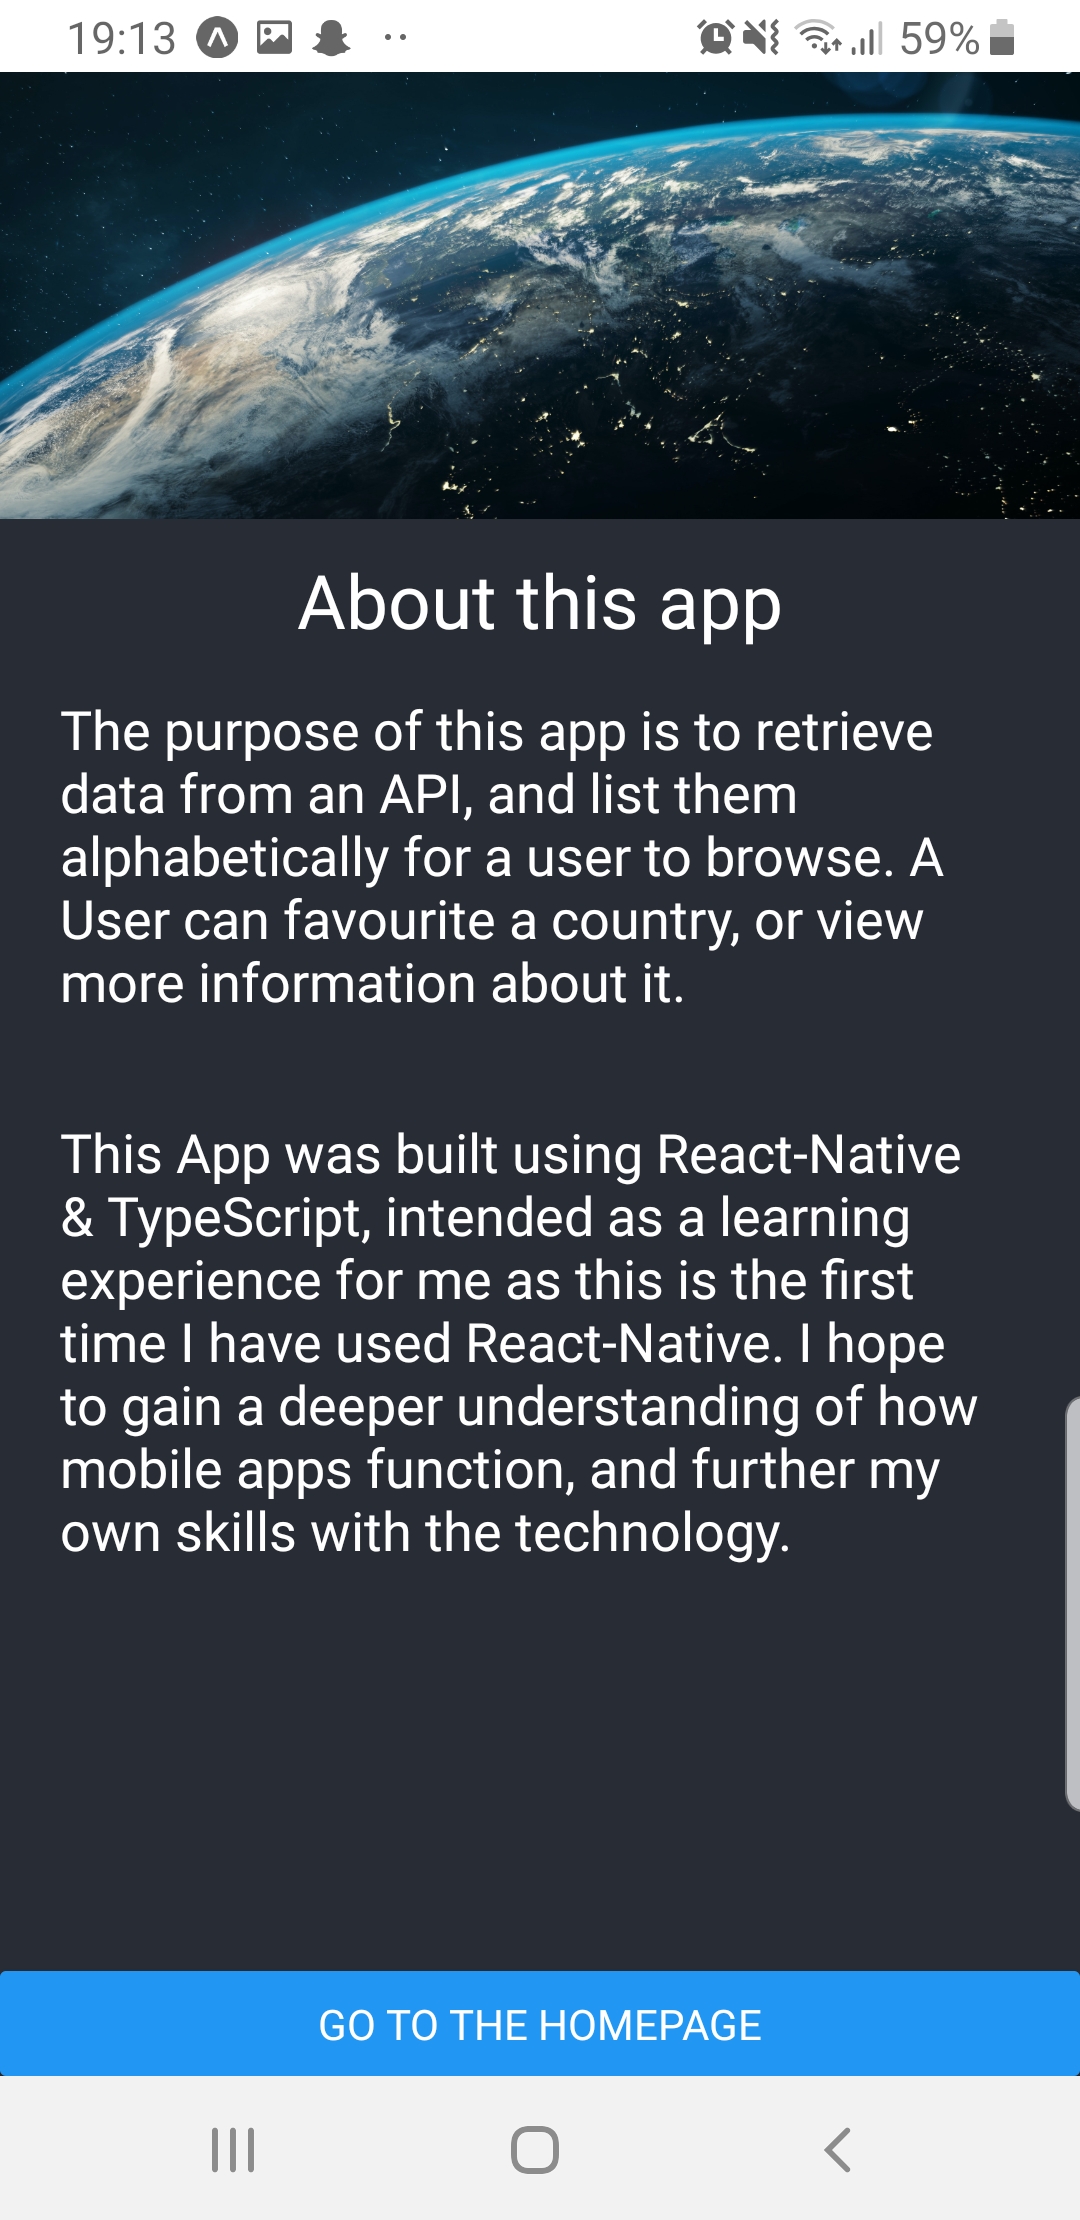 19:13
59%
About this app
The purpose of this app is to retrieve
data from an API, and list them
alphabetically for a user to browse. A
User can favourite a country, or view
more information about it.
This App was built using React-Native
& TypeScript, intended as a learning
experience for me as this is the first
time I have used React-Native. I hope
to gain a deeper understanding of how
mobile apps function, and further my
own skills with the technology.
GO TO THE HOMEPAGE